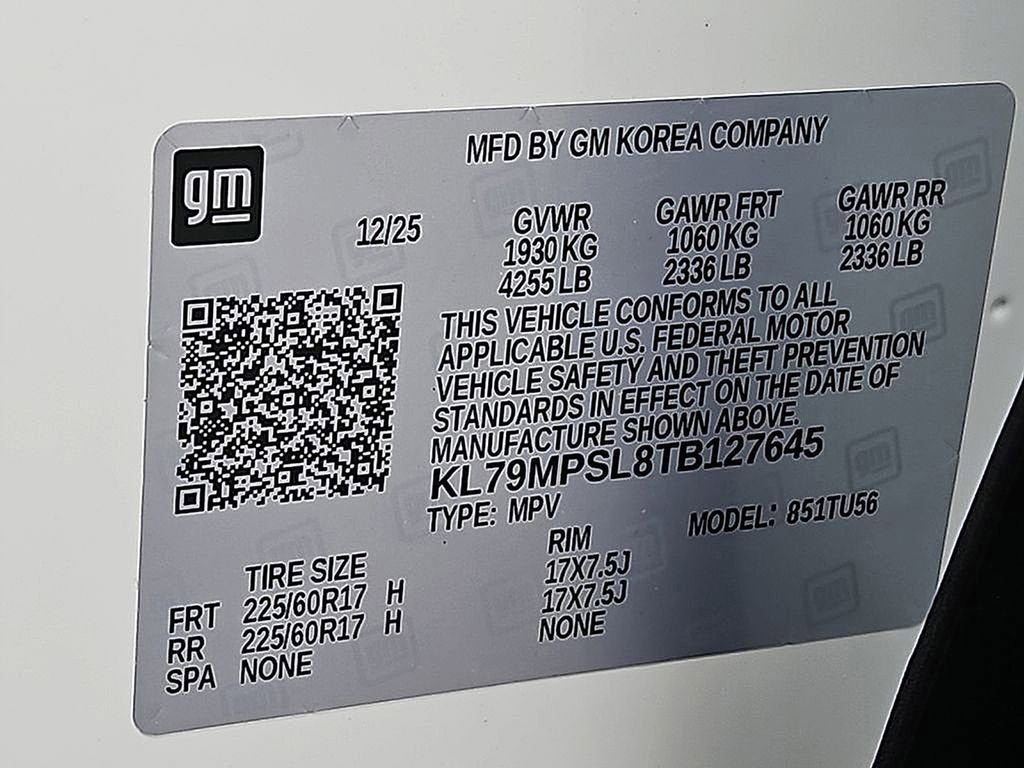 MFD BY GM KOREA COMPANY
gm
12/25
GVWR
1930 KG
4255 LB
GAWR FRT
1060 KG
2336 LB
GAWR RR
1060 KG
2336 LB
THIS VEHICLE CONFORMS TO ALL
APPLICABLE U.S. FEDERAL MOTOR
VEHICLE SAFETY AND THEFT PREVENTION
STANDARDS IN EFFECT ON THE DATE OF
MANUFACTURE SHOWN ABOVE.
KL79MPSL8TB127645
TYPE: MPV MODEL: 851TU56
TIRE SIZE RIM
FRT 225/60R17 H 17X7.5J
RR 225/60R17 H 17X7.5J
SPA NONE NONE